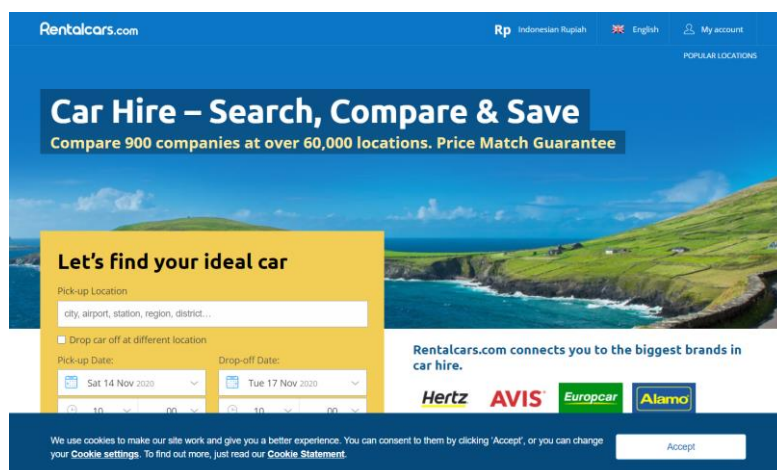 Rentalcars.com
Rp Indonesian Rupiah
English
My account
POPULAR LOCATIONS
Car Hire – Search, Compare & Save
Compare 900 companies at over 60,000 locations. Price Match Guarantee
Let's find your ideal car
Pick-up Location
city, airport, station, region, district...
Drop car off at different location
Pick-up Date:
Drop-off Date:
Sat 14 Nov 2020
Tue 17 Nov 2020
10
00
10
00
Rentalcars.com connects you to the biggest brands in
car hire.
Hertz
AVIS
Europcar
Alamo
We use cookies to make our site work and give you a better experience. You can consent to them by clicking 'Accept', or you can change
your Cookie settings. To find out more, just read our Cookie Statement.
Accept